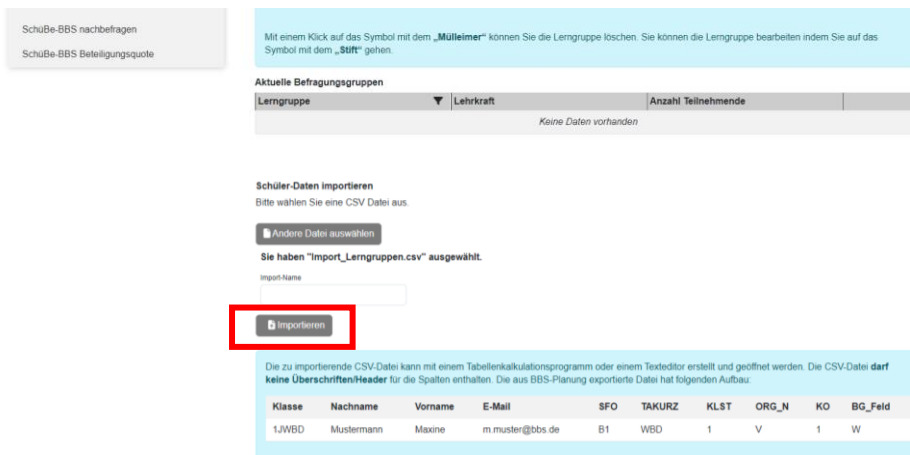 SchüBe-BBS nachbefragen
SchüBe-BBS Beteiligungsquote
Mit einem Klick auf das Symbol mit dem „Mülleimer“ können Sie die Lerngruppe löschen. Sie können die Lerngruppe bearbeiten indem Sie auf das
Symbol mit dem „Stift“ gehen.
Aktuelle Befragungsgruppen
Lerngruppe Lehrkraft Anzahl Teilnehmende
Keine Daten vorhanden
Schüler-Daten importieren
Bitte wählen Sie eine CSV Datei aus.
Andere Datei auswählen
Sie haben "Import_Lerngruppen.csv" ausgewählt.
Import-Name
Importieren
Die zu importierende CSV-Datei kann mit einem Tabellenkalkulationsprogramm oder einem Texteditor erstellt und geöffnet werden. Die CSV-Datei darf
keine Überschriften/Header für die Spalten enthalten. Die aus BBS-Planung exportierte Datei hat folgenden Aufbau:
Klasse Nachname Vorname E-Mail SFO TAKURZ KLST ORG_N KO BG_Feld
1JWBD Mustermann Maxine m.muster@bbs.de B1 WBD 1 V 1 W